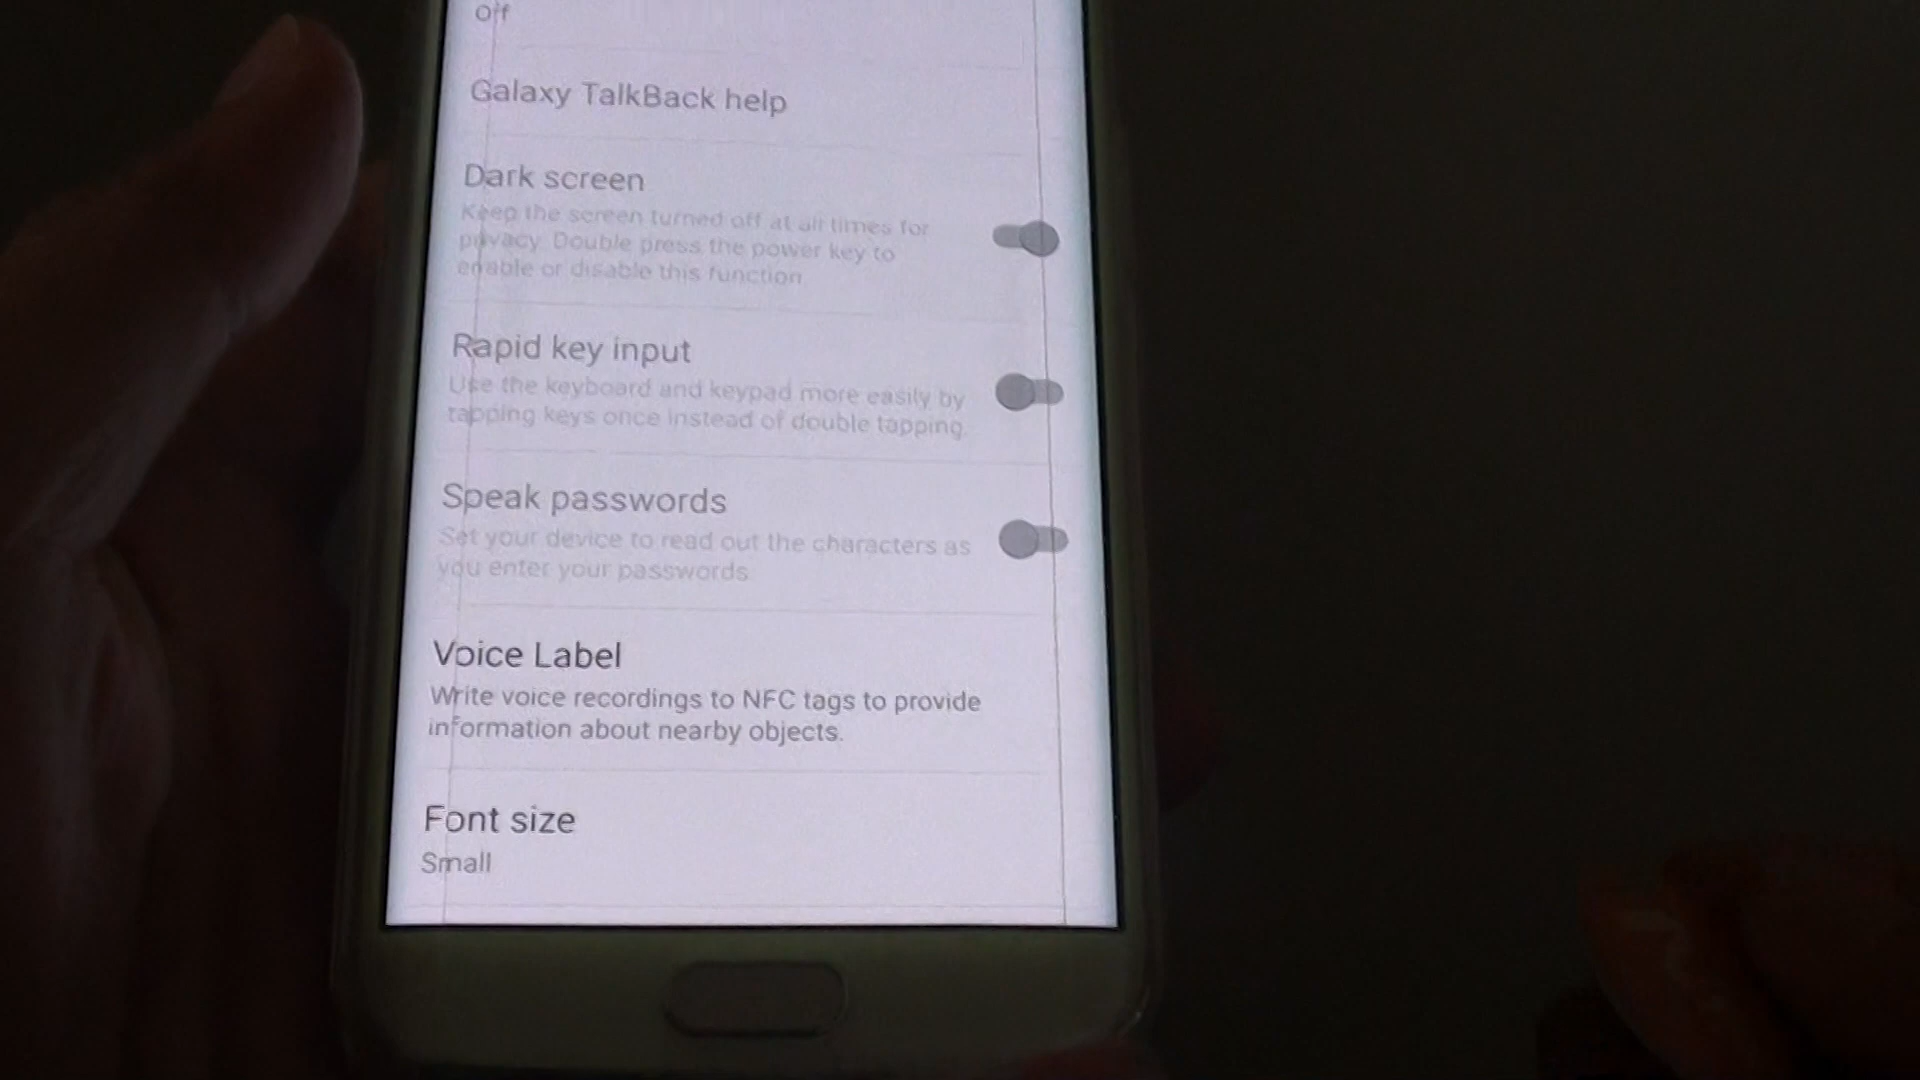 Off
Galaxy TalkBack help
Dark screen
Keep the screen turned off at all times for
privacy. Double press the power key to
enable or disable this function.
Rapid key input
Use the keyboard and keypad more easily by
tapping keys once instead of double tapping.
Speak passwords
Set your device to read out the characters as
you enter your passwords.
Voice Label
Write voice recordings to NFC tags to provide
information about nearby objects.
Font size
Small